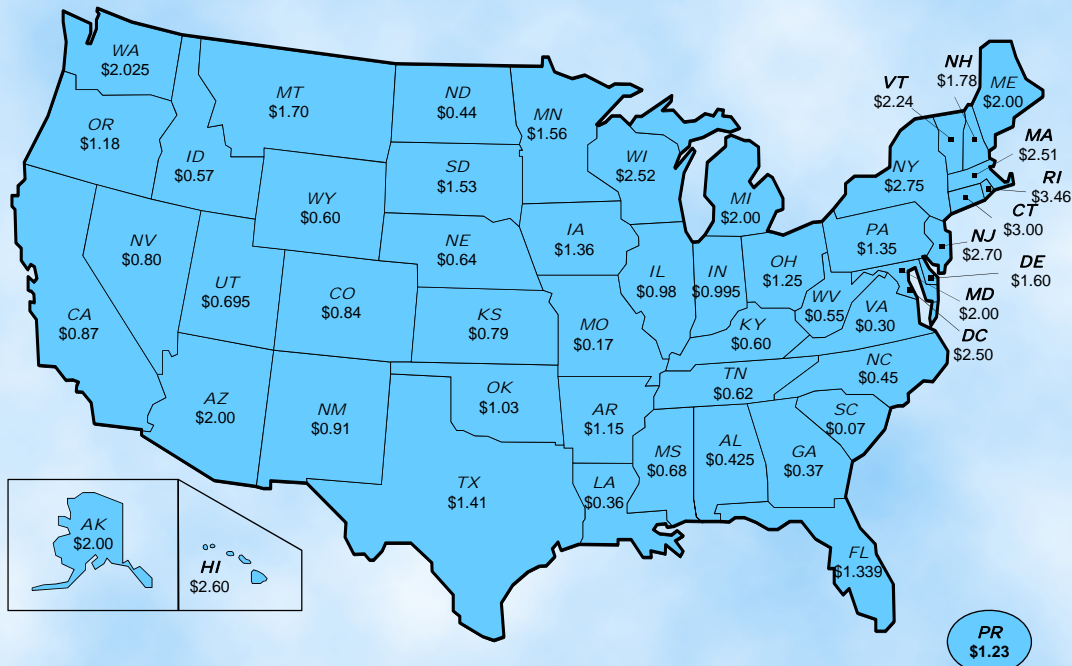 WA
$2.025
MT
$1.70
ND
$0.44
MN
$1.56
OR
$1.18
ID
$0.57
WY
$0.60
SD
$1.53
WI
$2.52
MI
$2.00
NY
$2.75
VT
$2.24
NH
$1.78
ME
$2.00
MA
$2.51
RI
$3.46
CT
$3.00
NJ
$2.70
DE
$1.60
MD
$2.00
DC
$2.50
NV
$0.80
UT
$0.695
CO
$0.84
NE
$0.64
IA
$1.36
IL
$0.98
IN
$0.995
OH
$1.25
PA
$1.35
WV
$0.55
VA
$0.30
CA
$0.87
KS
$0.79
MO
$0.17
KY
$0.60
NC
$0.45
TN
$0.62
SC
$0.07
AZ
$2.00
NM
$0.91
OK
$1.03
AR
$1.15
MS
$0.68
AL
$0.425
GA
$0.37
TX
$1.41
LA
$0.36
FL
$1.339
AK
$2.00
HI
$2.60
PR
$1.23